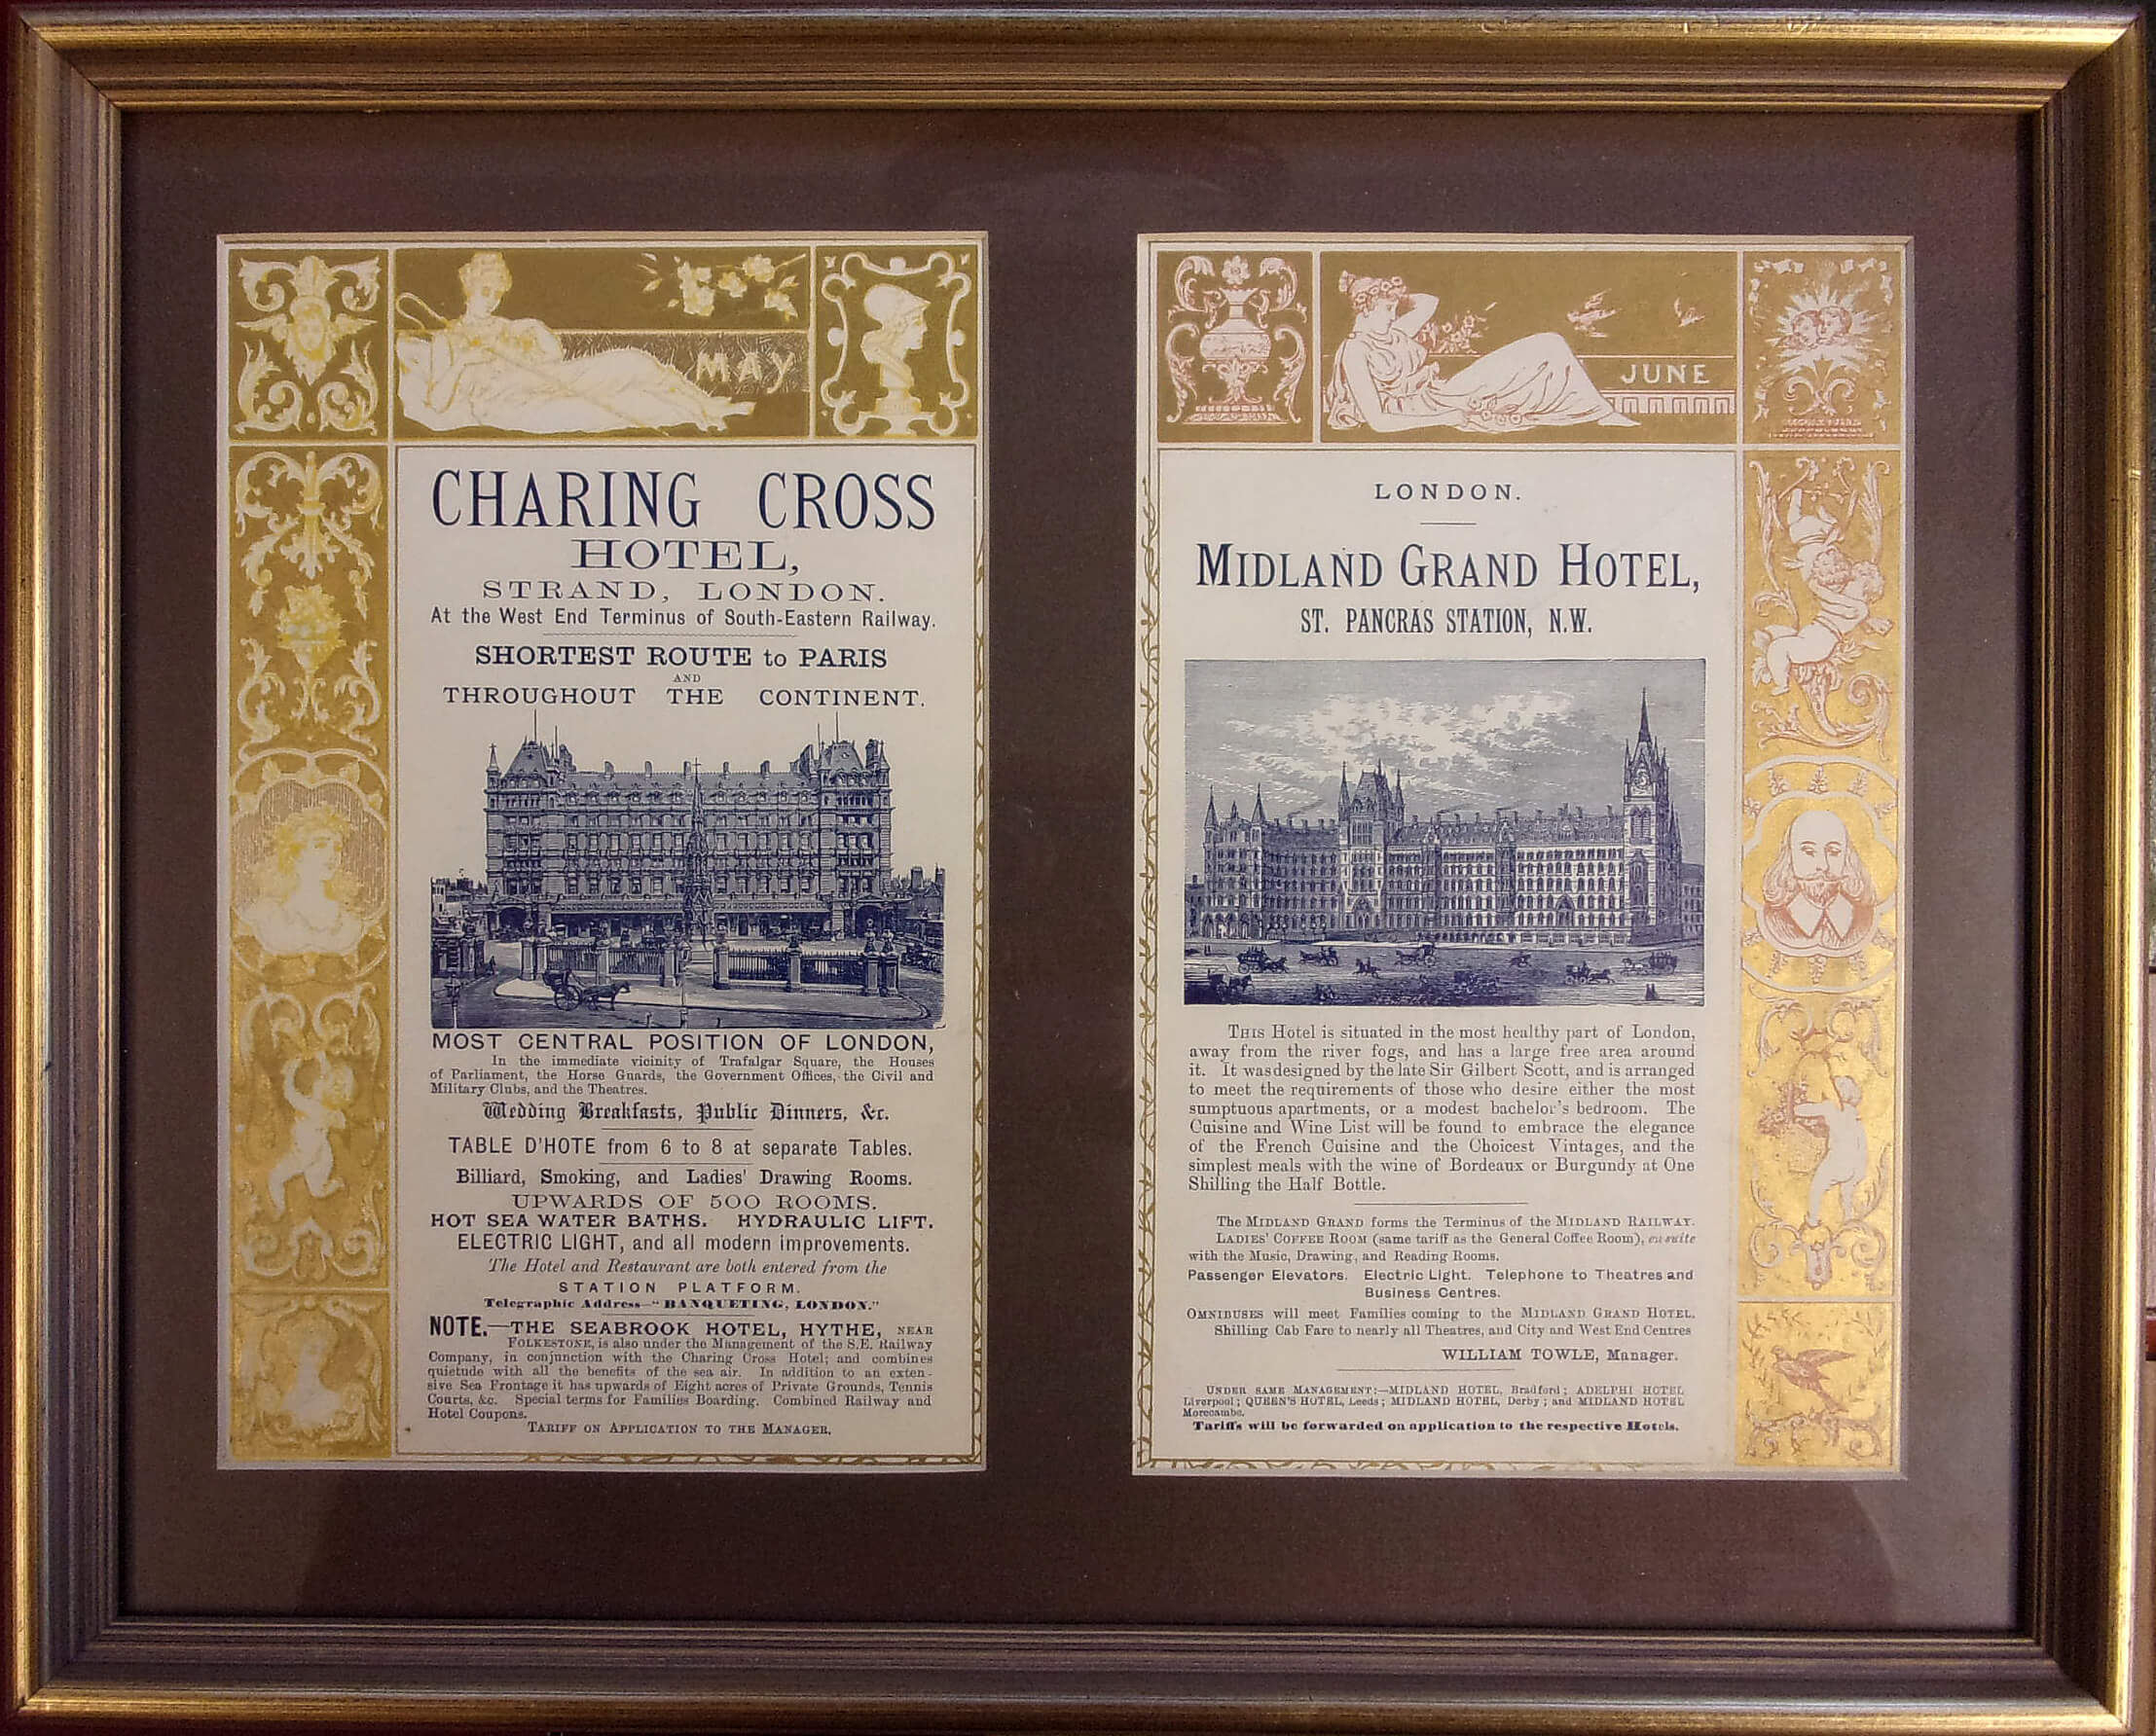 MAY
CHARING CROSS
HOTEL,
STRAND, LONDON.
At the West End Terminus of South-Eastern Railway.
SHORTEST ROUTE to PARIS
AND
THROUGHOUT THE CONTINENT.
MOST CENTRAL POSITION OF LONDON,
In the immediate vicinity of Trafalgar Square, the Houses
of Parliament, the Horse Guards, the Government Offices, the Civil and
Military Clubs, and the Theatres.
Wedding Breakfasts, Public Dinners, &c.
TABLE D'HOTE from 6 to 8 at separate Tables.
Billiard, Smoking, and Ladies' Drawing Rooms.
UPWARDS OF 500 ROOMS.
HOT SEA WATER BATHS. HYDRAULIC LIFT.
ELECTRIC LIGHT, and all modern improvements.
The Hotel and Restaurant are both entered from the
STATION PLATFORM.
Telegraphic Address—"BANQUETING, LONDON."
NOTE.—THE SEABROOK HOTEL, HYTHE, NEAR
FOLKESTONE, is also under the Management of the S.E. Railway
Company, in conjunction with the Charing Cross Hotel; and combines
quietude with all the benefits of the sea air. In addition to an exten-
sive Sea Frontage it has upwards of Eight acres of Private Grounds, Tennis
Courts, &c. Special terms for Families Boarding. Combined Railway and
Hotel Coupons.
TARIFF ON APPLICATION TO THE MANAGER.
JUNE
LONDON.
MIDLAND GRAND HOTEL,
ST. PANCRAS STATION, N.W.
THIS Hotel is situated in the most healthy part of London,
away from the river fogs, and has a large free area around
it. It was designed by the late Sir Gilbert Scott, and is arranged
to meet the requirements of those who desire either the most
sumptuous apartments, or a modest bachelor's bedroom. The
Cuisine and Wine List will be found to embrace the elegance
of the French Cuisine and the Choicest Vintages, and the
simplest meals with the wine of Bordeaux or Burgundy at One
Shilling the Half Bottle.
The MIDLAND GRAND forms the Terminus of the MIDLAND RAILWAY.
LADIES' COFFEE ROOM (same tariff as the General Coffee Room), en suite
with the Music, Drawing, and Reading Rooms.
Passenger Elevators. Electric Light. Telephone to Theatres and
Business Centres.
OMNIBUSES will meet Families coming to the MIDLAND GRAND HOTEL.
Shilling Cab Fare to nearly all Theatres, and City and West End Centres
WILLIAM TOWLE, Manager.
UNDER SAME MANAGEMENT:—MIDLAND HOTEL, Bradford; ADELPHI HOTEL
Liverpool; QUEEN'S HOTEL, Leeds; MIDLAND HOTEL, Derby; and MIDLAND HOTEL
Morecambe.
Tariffs will be forwarded on application to the respective Hotels.